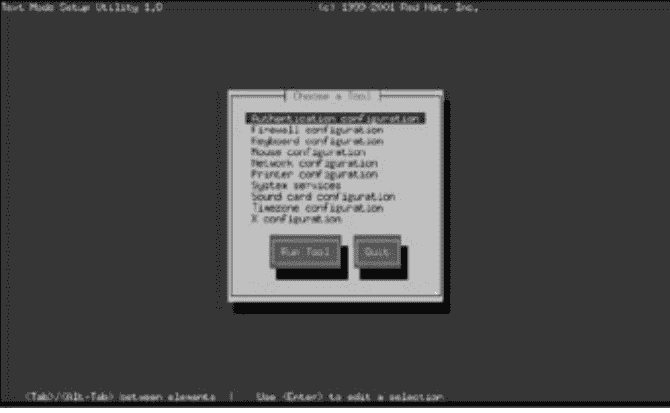 Text Mode Setup Utility 1.0 (c) 1999-2001 Red Hat, Inc.
Choose a Tool
Authentication configuration
Firewall configuration
Keyboard configuration
Mouse configuration
Network configuration
Printer configuration
System services
Sound card configuration
Timezone configuration
X configuration
Run Tool Quit
<Tab>/<Alt-Tab> between elements | Use <Enter> to edit a selection